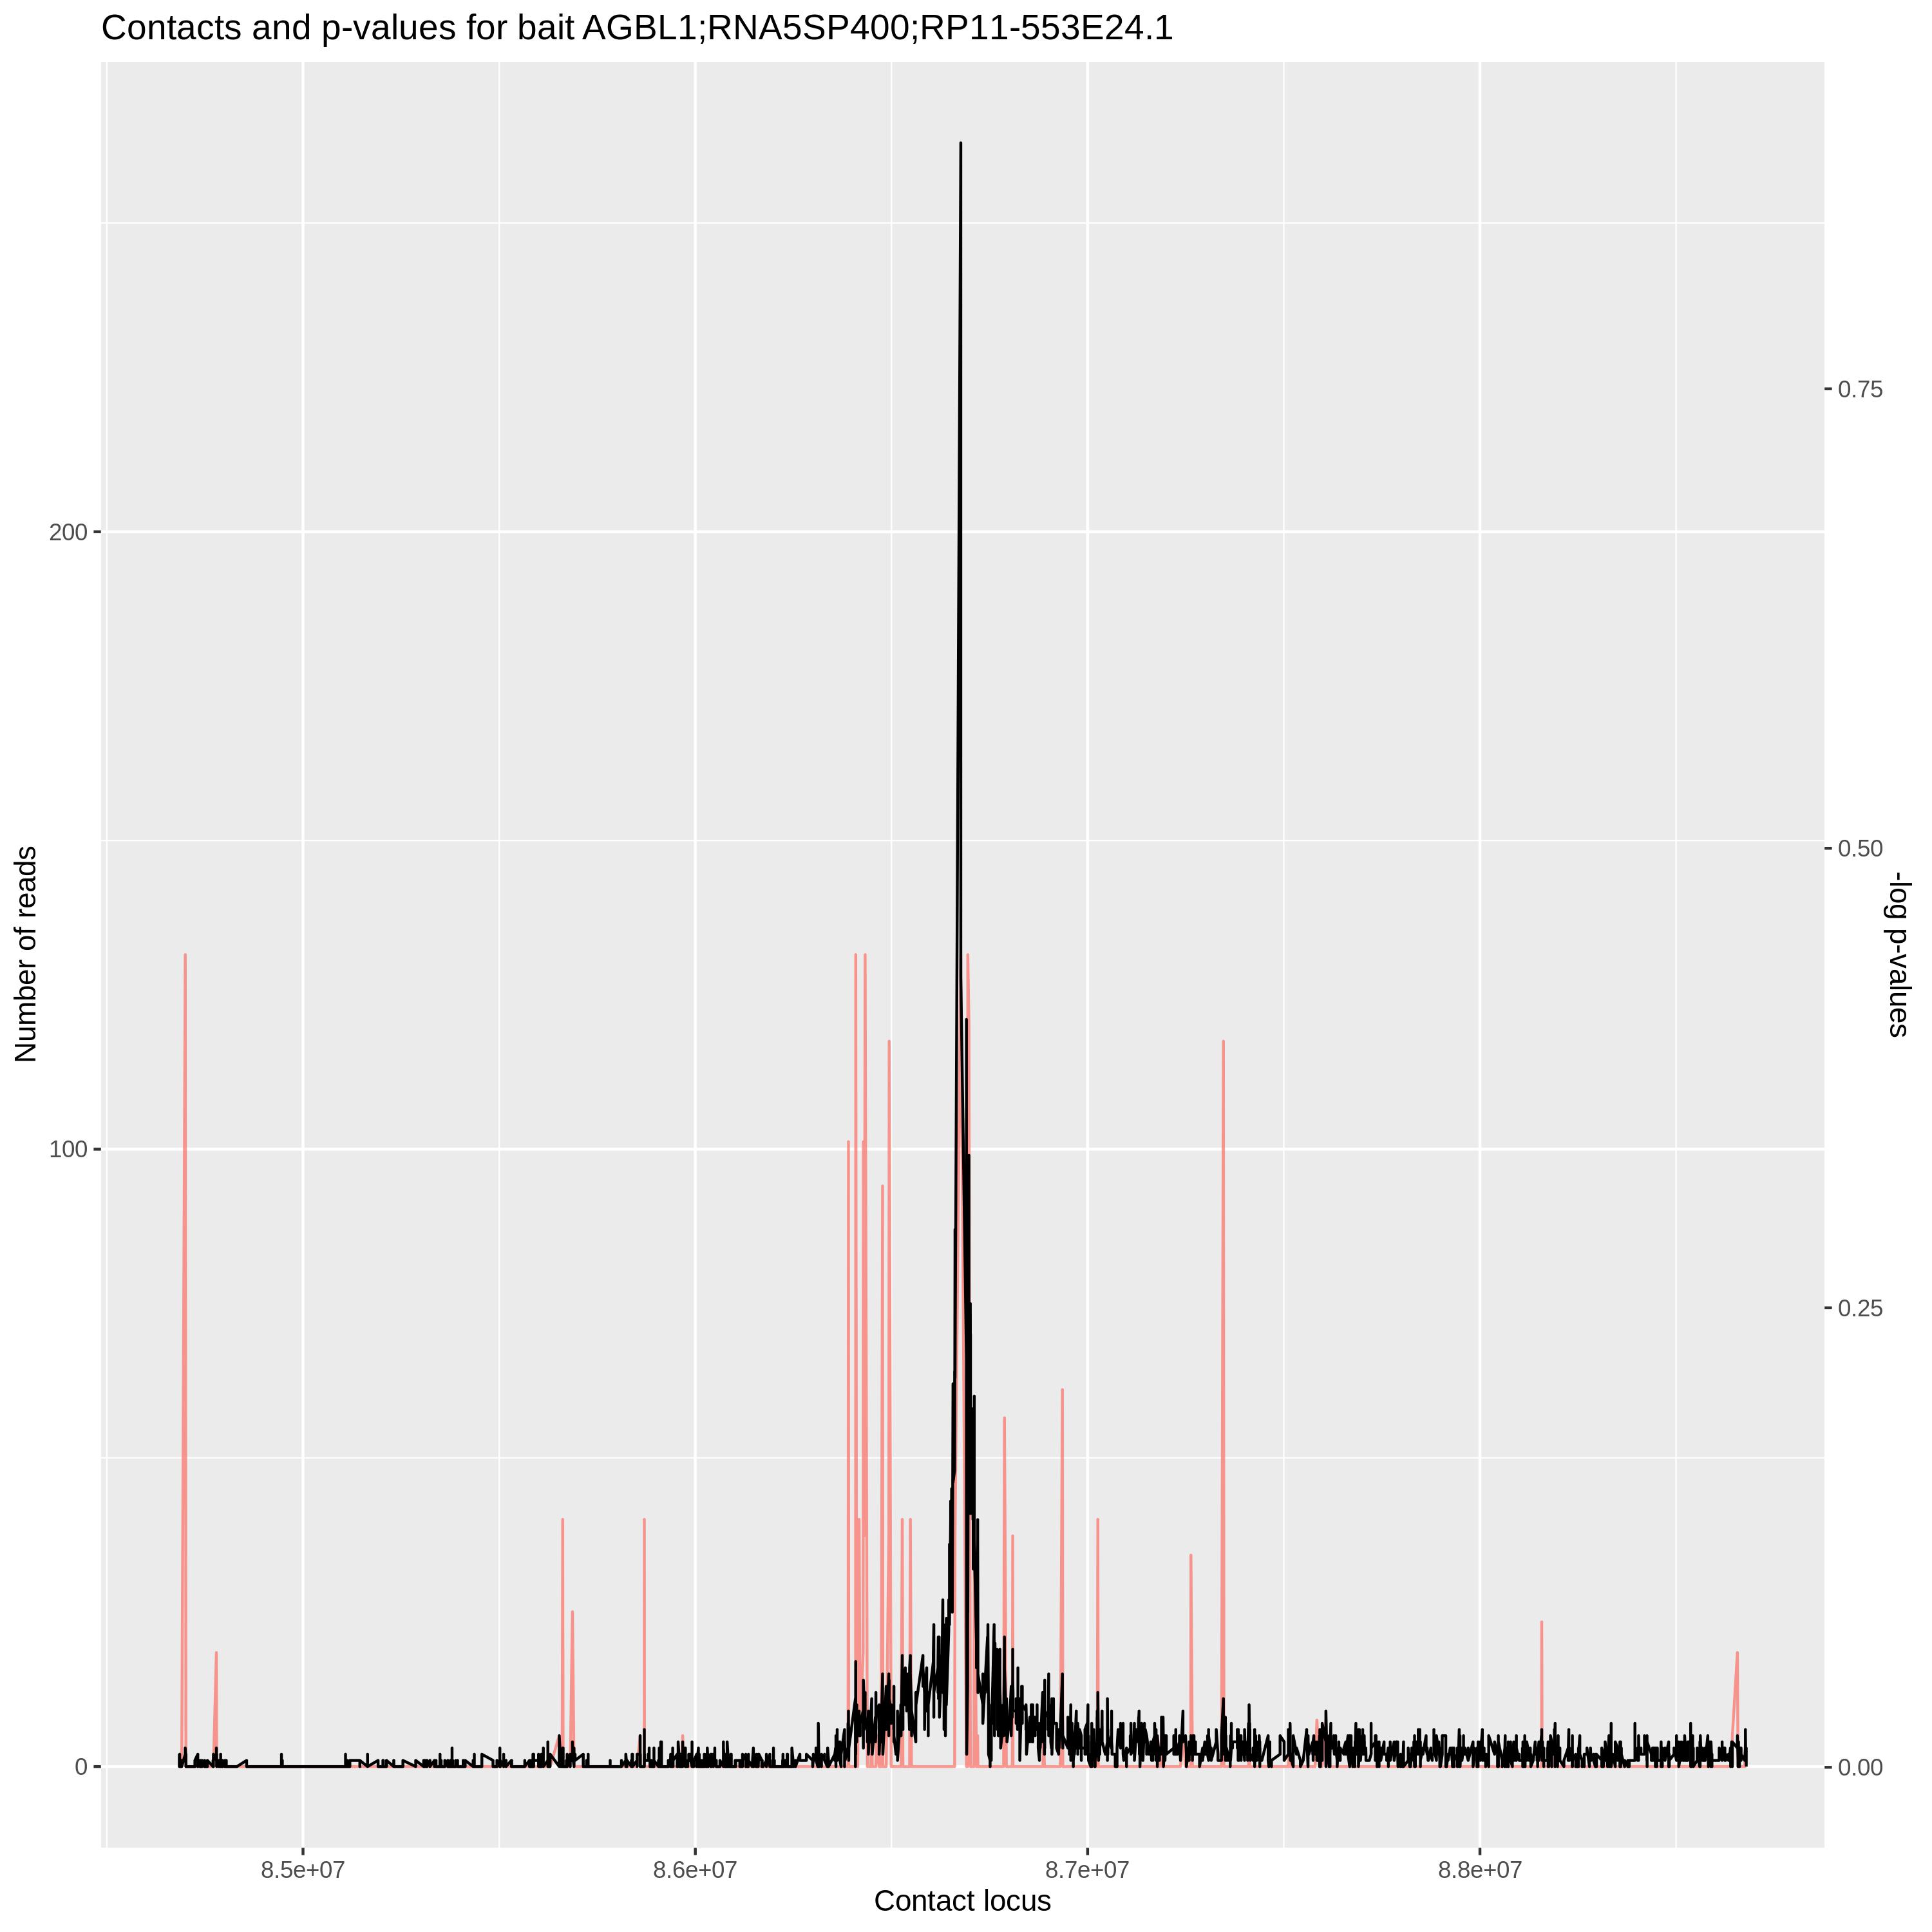 Contacts and p-values for bait AGBL1;RNA5SP400;RP11-553E24.1
Number of reads
200
100
0
0.75
0.50
0.25
0.00
-log p-values
8.5e+07
8.6e+07
8.7e+07
8.8e+07
Contact locus